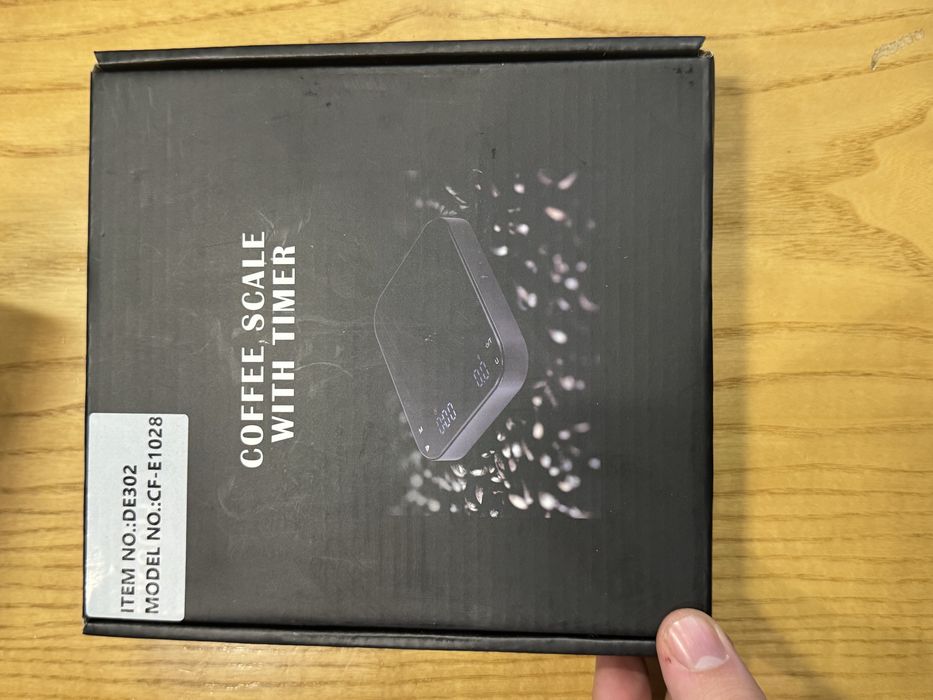 ITEM NO.:DE302
MODEL NO.:CF-E1028
COFFEE SCALE
WITH TIMER